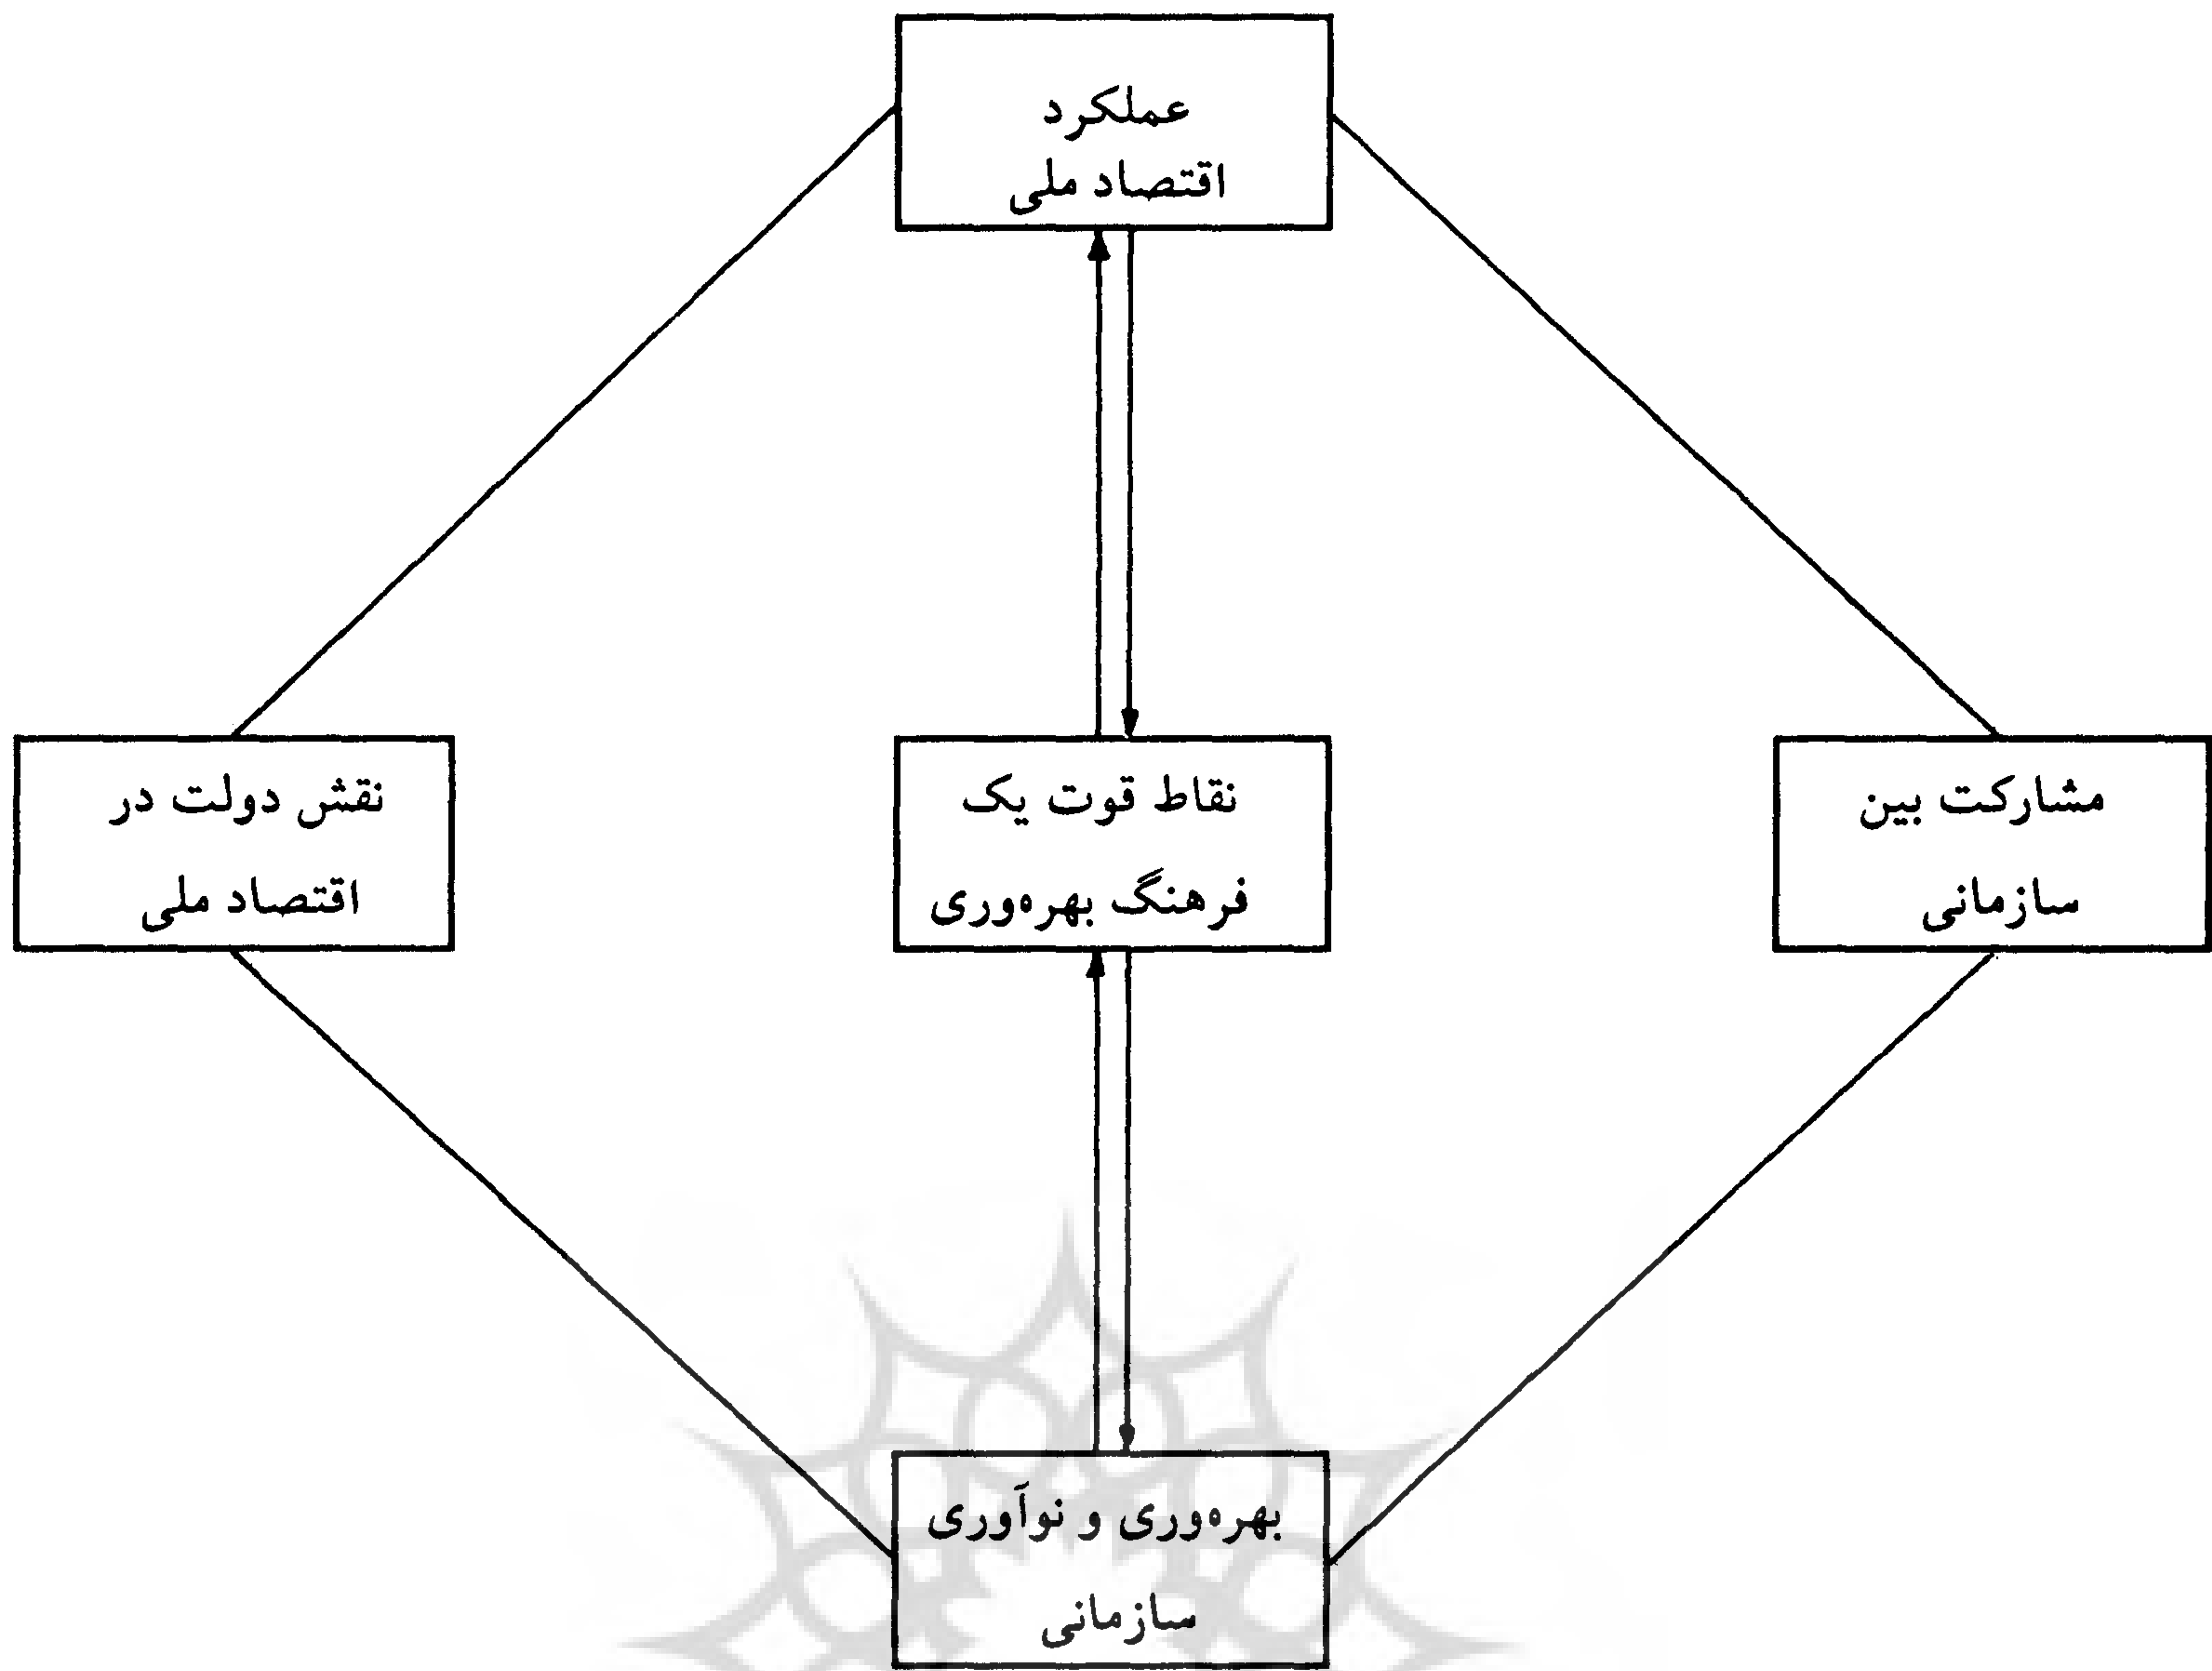 عملکرد
اقتصاد ملی
مشارکت بین
سازمانی
نقاط قوت یک
فرهنگ بهره‌وری
نقش دولت در
اقتصاد ملی
بهره‌وری و نوآوری
سازمانی